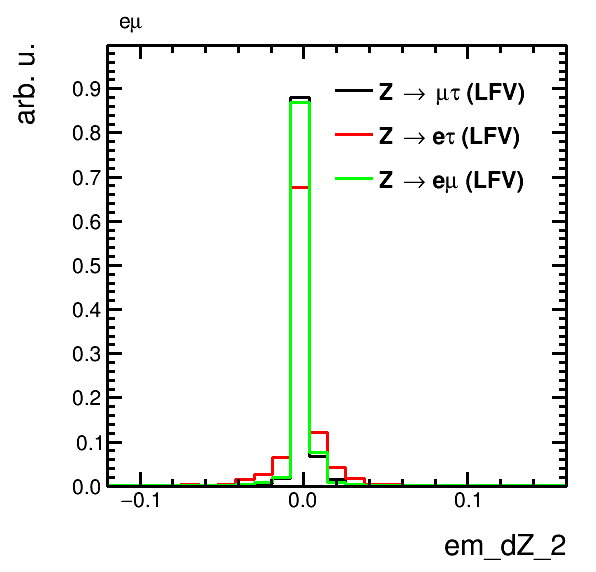 eμ
arb. u.
Z → μτ (LFV)
Z → eτ (LFV)
Z → eμ (LFV)
0.9
0.8
0.7
0.6
0.5
0.4
0.3
0.2
0.1
0.0
−0.1 0.0 0.1
em_dZ_2